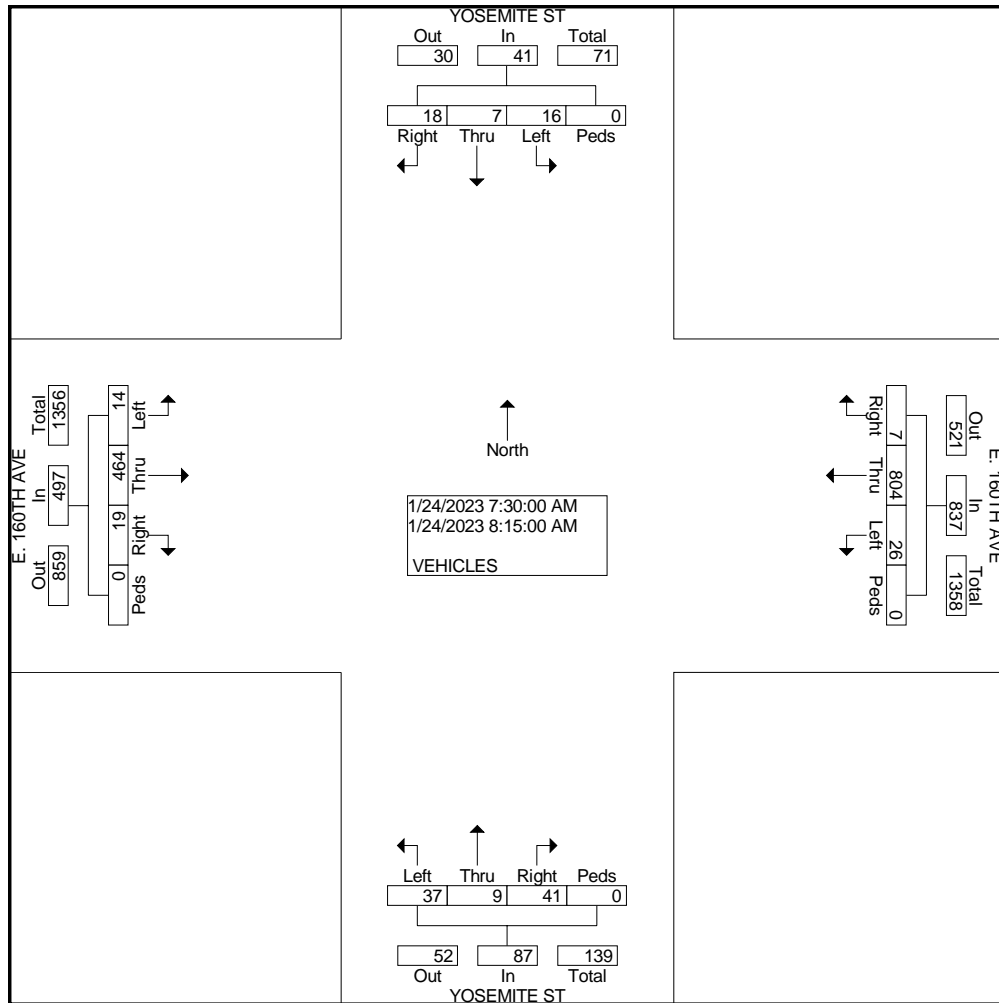 YOSEMITE ST
Out In Total
30 41 71
18 7 16 0
Right Thru Left Peds
E. 160TH AVE
Total In Out
1356 497 859
14 464 19 0
Left Thru Right Peds
North
1/24/2023 7:30:00 AM
1/24/2023 8:15:00 AM
VEHICLES
Right Thru Left Peds
7 804 26 0
Out In Total
521 837 1358
E. 160TH AVE
Left Thru Right Peds
37 9 41 0
52 87 139
Out In Total
YOSEMITE ST